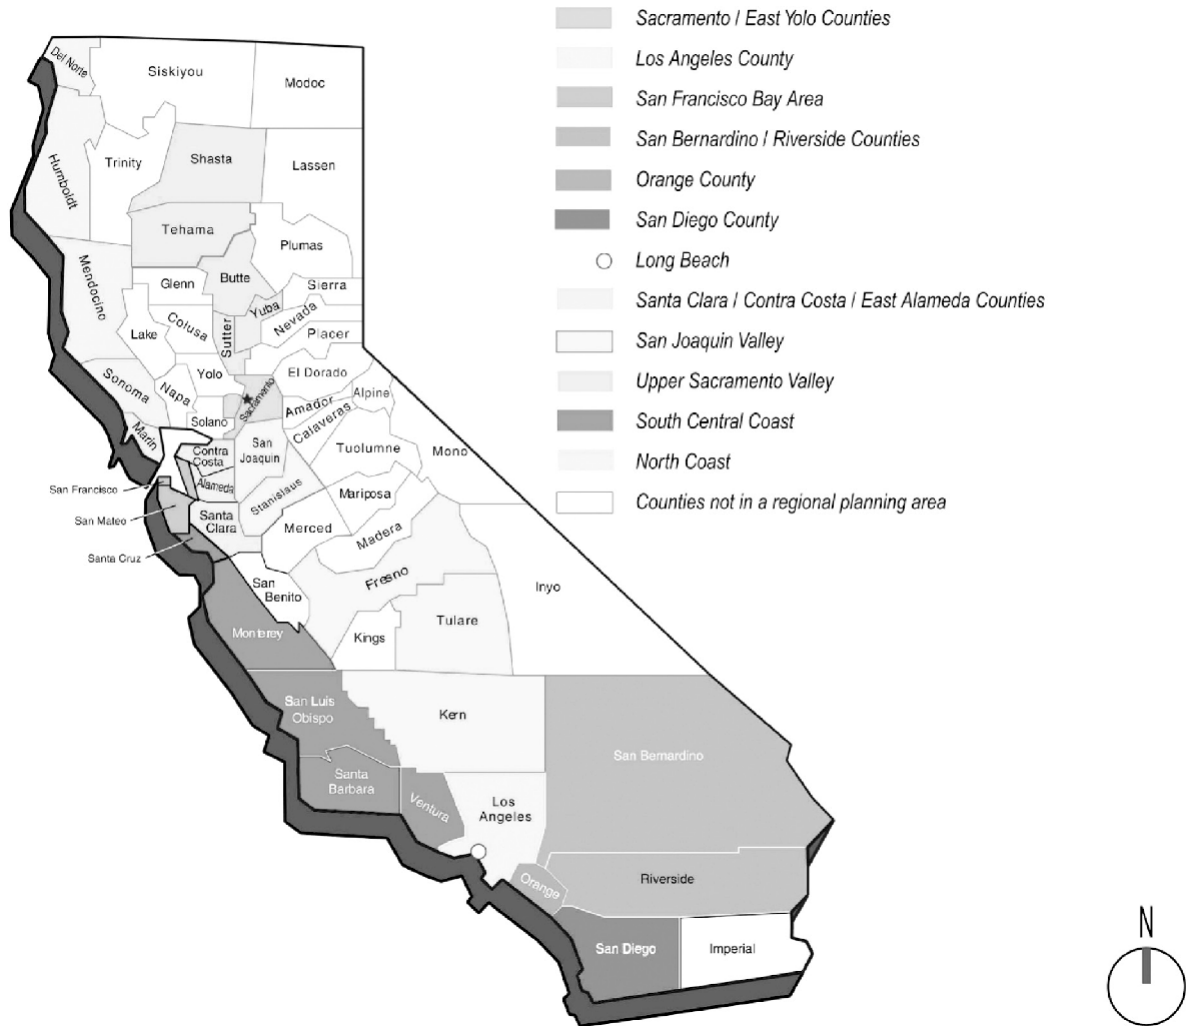 Sacramento / East Yolo Counties
Los Angeles County
San Francisco Bay Area
San Bernardino / Riverside Counties
Orange County
San Diego County
Long Beach
Santa Clara / Contra Costa / East Alameda Counties
San Joaquin Valley
Upper Sacramento Valley
South Central Coast
North Coast
Counties not in a regional planning area
Del Norte
Siskiyou
Modoc
Humboldt
Trinity
Shasta
Lassen
Tehama
Plumas
Mendocino
Glenn
Butte
Sierra
Lake
Colusa
Sutter
Yuba
Nevada
Placer
Sonoma
Napa
Yolo
Sacramento
El Dorado
Alpine
Amador
Calaveras
Solano
Marin
Contra
Costa
San
Joaquin
Tuolumne
Mono
San Francisco
Alameda
Stanislaus
Mariposa
San Mateo
Santa
Clara
Merced
Madera
Santa Cruz
San
Benito
Fresno
Inyo
Monterey
Kings
Tulare
San Luis
Obispo
Kern
San Bernardino
Santa
Barbara
Ventura
Los
Angeles
Orange
Riverside
San Diego
Imperial
N